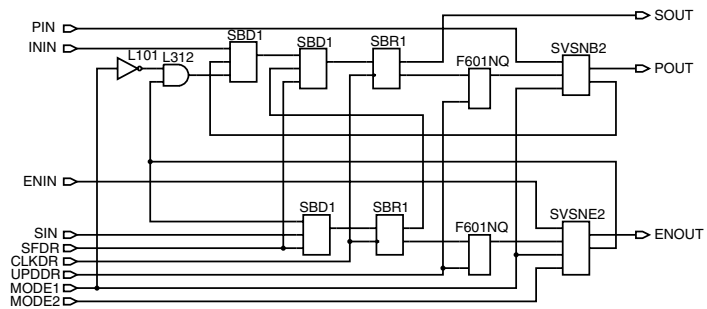 PIN
ININ
L101
L312
SBD1
SBD1
SBR1
F601NQ
SVSNB2
SOUT
POUT
ENIN
SIN
SFDR
CLKDR
UPDDR
MODE1
MODE2
SBD1
SBR1
F601NQ
SVSNE2
ENOUT